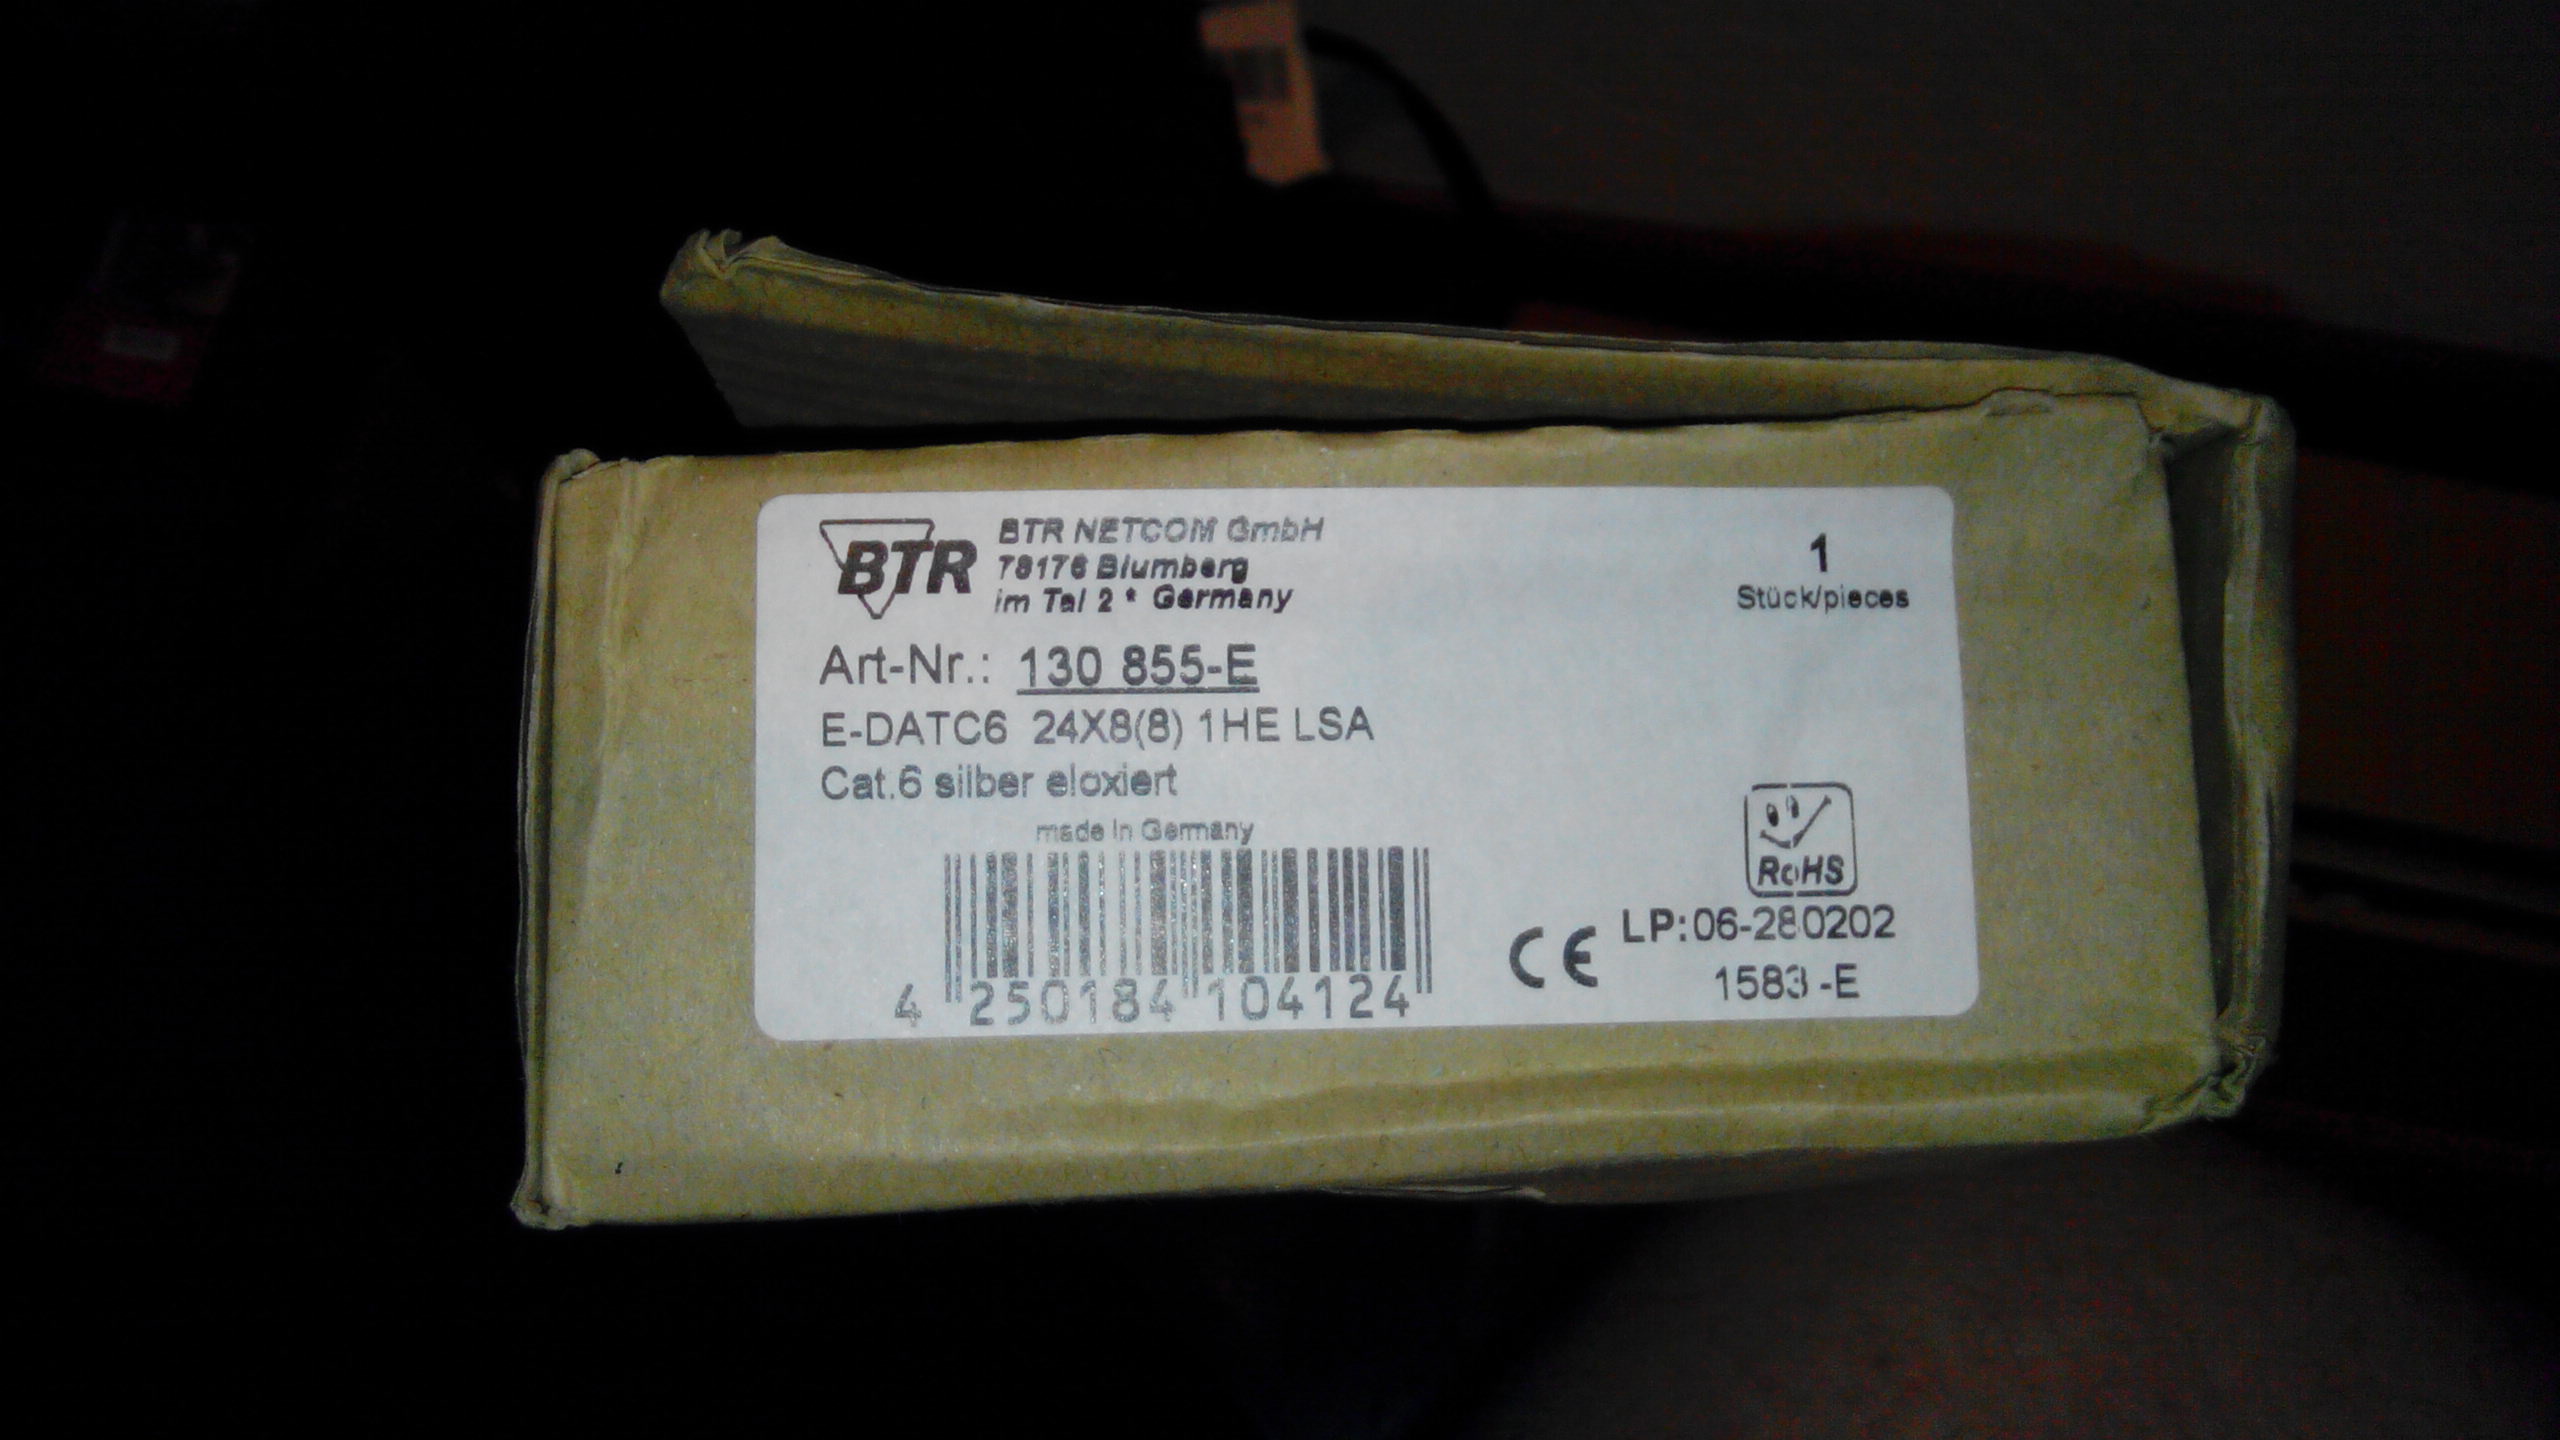 BTR
BTR NETCOM GmbH
78176 Blumberg
im Tal 2 * Germany
1
Stück/pieces
Art-Nr.: 130 855-E
E-DATC6 24X8(8) 1HE LSA
Cat.6 silber eloxiert
made in Germany
4 250184 104124
RoHS
CE LP:06-280202
1583-E